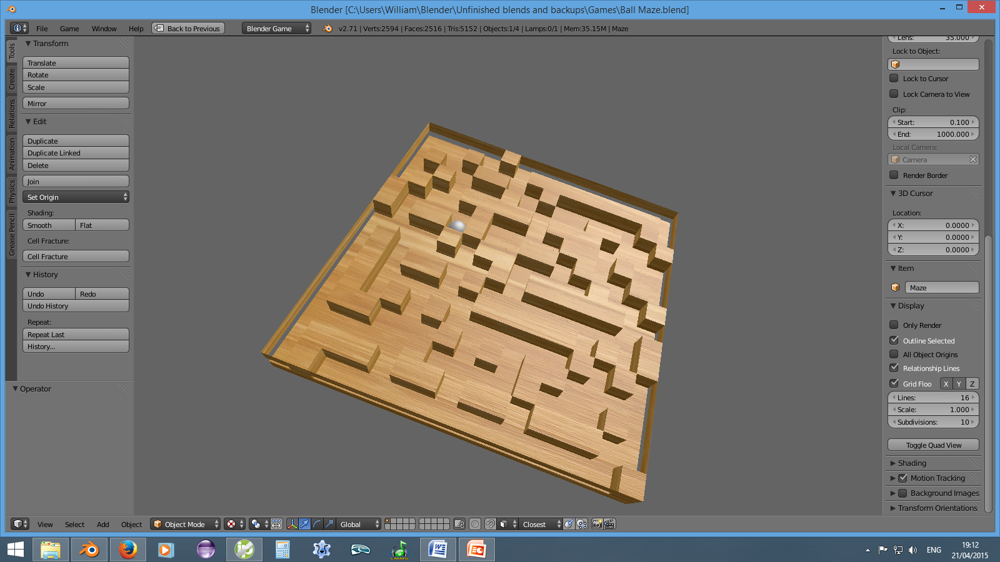 Blender [C:\Users\William\Blender\Unfinished blends and backups\Games\Ball Maze.blend]
File Game Window Help Back to Previous Blender Game v2.71 | Verts:2594 | Faces:2516 | Tris:5152 | Objects:1/4 | Lamps:0/1 | Mem:35.15M | Maze
Tools
Create
Relations
Animation
Physics
Grease Pencil
Transform
Translate
Rotate
Scale
Mirror
Edit
Duplicate
Duplicate Linked
Delete
Join
Set Origin
Shading:
Smooth Flat
Cell Fracture:
Cell Fracture
History
Undo Redo
Undo History
Repeat:
Repeat Last
History...
Operator
Lens: 35.000
Lock to Object:
Lock to Cursor
Lock Camera to View
Clip:
Start: 0.100
End: 1000.000
Local Camera:
Camera
Render Border
3D Cursor
Location:
X: 0.0000
Y: 0.0000
Z: 0.0000
Item
Maze
Display
Only Render
Outline Selected
All Object Origins
Relationship Lines
Grid Floo X Y Z
Lines: 16
Scale: 1.000
Subdivisions: 10
Toggle Quad View
Shading
Motion Tracking
Background Images
Transform Orientations
View Select Add Object Object Mode Global Closest
LMMS
ENG
19:12
21/04/2015